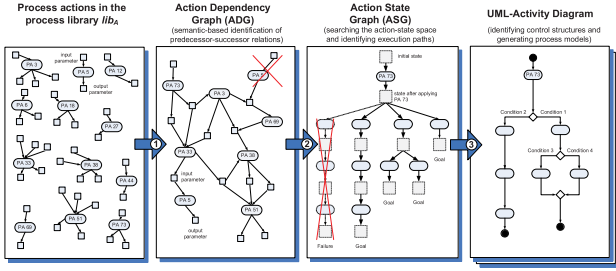 Process actions in the
process library lib_A
Action Dependency
Graph (ADG)
(semantic-based identification of
predecessor-successor relations)
Action State
Graph (ASG)
(searching the action-state space
and identifying execution paths)
UML-Activity Diagram
(identifying control structures and
generating process models)
input
parameter
PA 3
PA 5
PA 12
output
parameter
PA 6
PA 18
PA 27
PA 33
PA 38
PA 44
PA 51
PA 69
PA 73
1
PA 5
PA 73
PA 3
PA 69
PA 33
PA 38
input
parameter
PA 5
PA 51
output
parameter
2
initial state
PA 73
state after applying
PA 73
Goal
Goal
Goal
Failure
Goal
3
PA 73
Condition 2
Condition 1
Condition 3
Condition 4